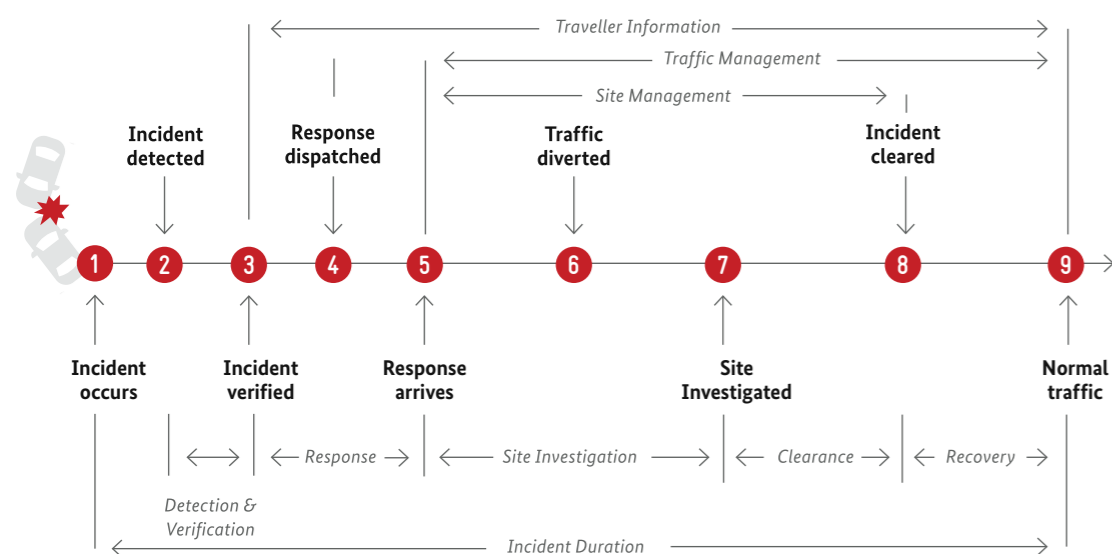 Traveller Information
Traffic Management
Site Management
Incident
detected
Response
dispatched
Traffic
diverted
Incident
cleared
1 2 3 4 5 6 7 8 9
Incident
occurs
Incident
verified
Response
arrives
Site
Investigated
Normal
traffic
Response
Site Investigation
Clearance
Recovery
Detection &
Verification
Incident Duration